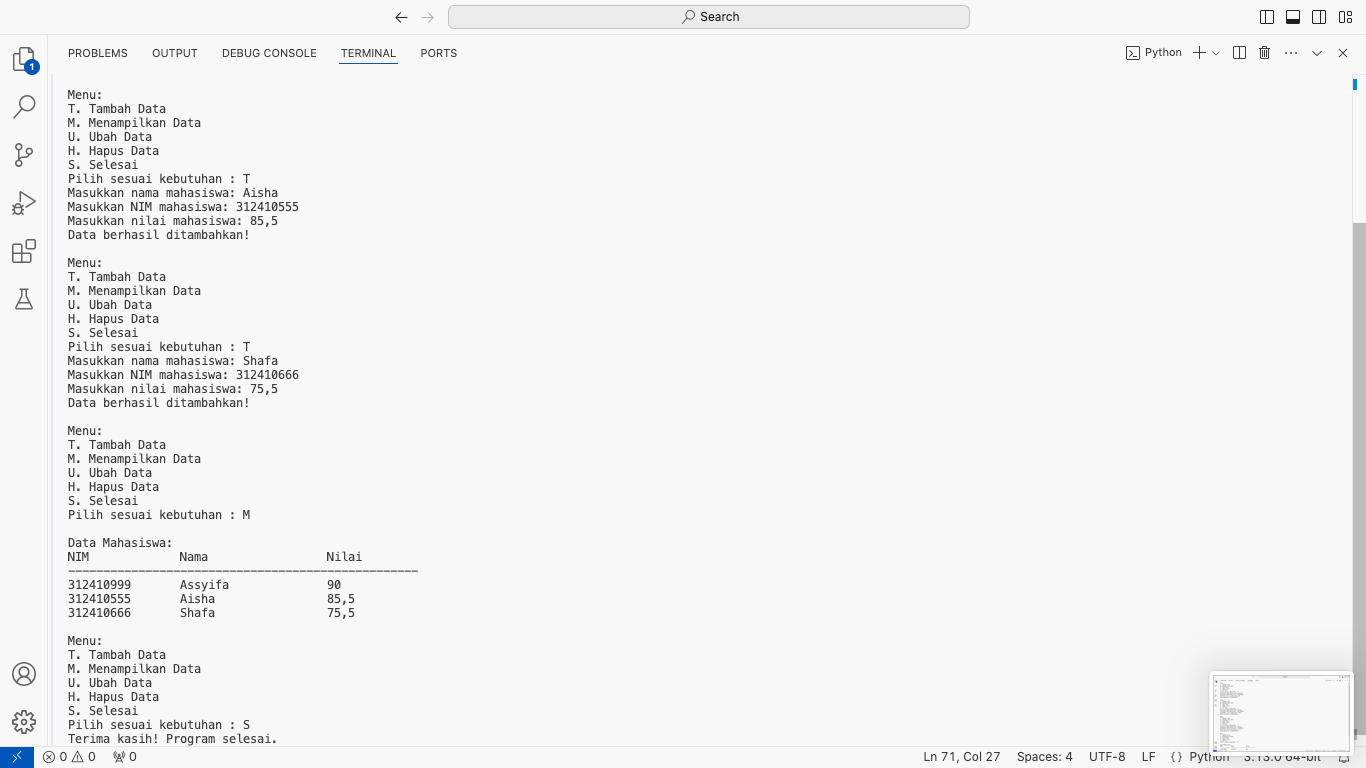 Search
PROBLEMS OUTPUT DEBUG CONSOLE TERMINAL PORTS Python
1
Menu:
T. Tambah Data
M. Menampilkan Data
U. Ubah Data
H. Hapus Data
S. Selesai
Pilih sesuai kebutuhan : T
Masukkan nama mahasiswa: Aisha
Masukkan NIM mahasiswa: 312410555
Masukkan nilai mahasiswa: 85,5
Data berhasil ditambahkan!
Menu:
T. Tambah Data
M. Menampilkan Data
U. Ubah Data
H. Hapus Data
S. Selesai
Pilih sesuai kebutuhan : T
Masukkan nama mahasiswa: Shafa
Masukkan NIM mahasiswa: 312410666
Masukkan nilai mahasiswa: 75,5
Data berhasil ditambahkan!
Menu:
T. Tambah Data
M. Menampilkan Data
U. Ubah Data
H. Hapus Data
S. Selesai
Pilih sesuai kebutuhan : M
Data Mahasiswa:
NIM Nama Nilai
--------------------------------------------------
312410999 Assyifa 90
312410555 Aisha 85,5
312410666 Shafa 75,5
Menu:
T. Tambah Data
M. Menampilkan Data
U. Ubah Data
H. Hapus Data
S. Selesai
Pilih sesuai kebutuhan : S
Terima kasih! Program selesai.
0 0 0 Ln 71, Col 27 Spaces: 4 UTF-8 LF {} Python 3.13.0 64-bit